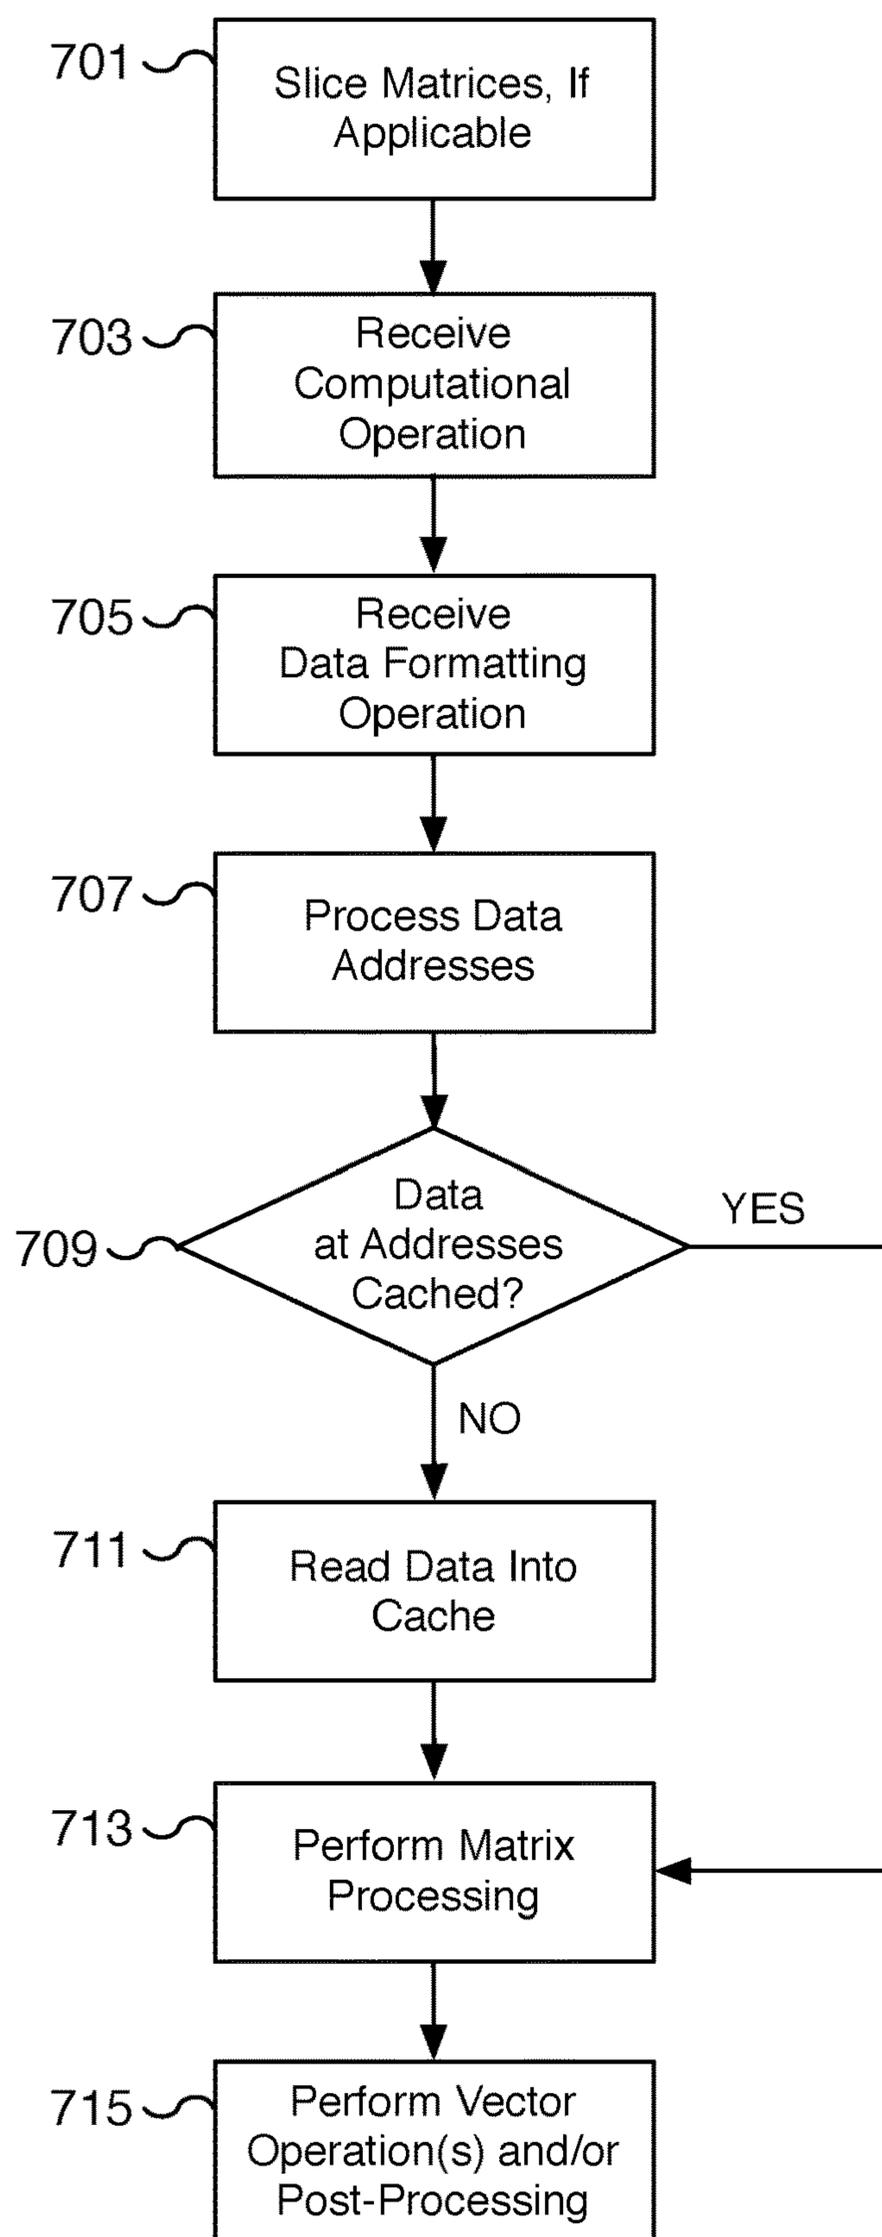 701
Slice Matrices, If
Applicable
703
Receive
Computational
Operation
705
Receive
Data Formatting
Operation
707
Process Data
Addresses
709
Data
at Addresses
Cached?
YES
NO
711
Read Data Into
Cache
713
Perform Matrix
Processing
715
Perform Vector
Operation(s) and/or
Post-Processing